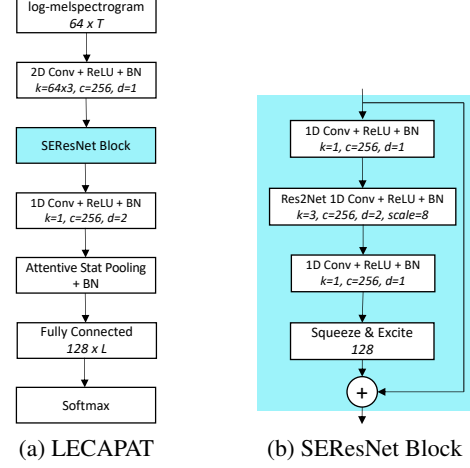 log-melspectrogram
64 x T
2D Conv + ReLU + BN
k=64x3, c=256, d=1
SEResNet Block
1D Conv + ReLU + BN
k=1, c=256, d=2
Attentive Stat Pooling
+ BN
Fully Connected
128 x L
Softmax
(a) LECAPAT
1D Conv + ReLU + BN
k=1, c=256, d=1
Res2Net 1D Conv + ReLU + BN
k=3, c=256, d=2, scale=8
1D Conv + ReLU + BN
k=1, c=256, d=1
Squeeze & Excite
128
+
(b) SEResNet Block